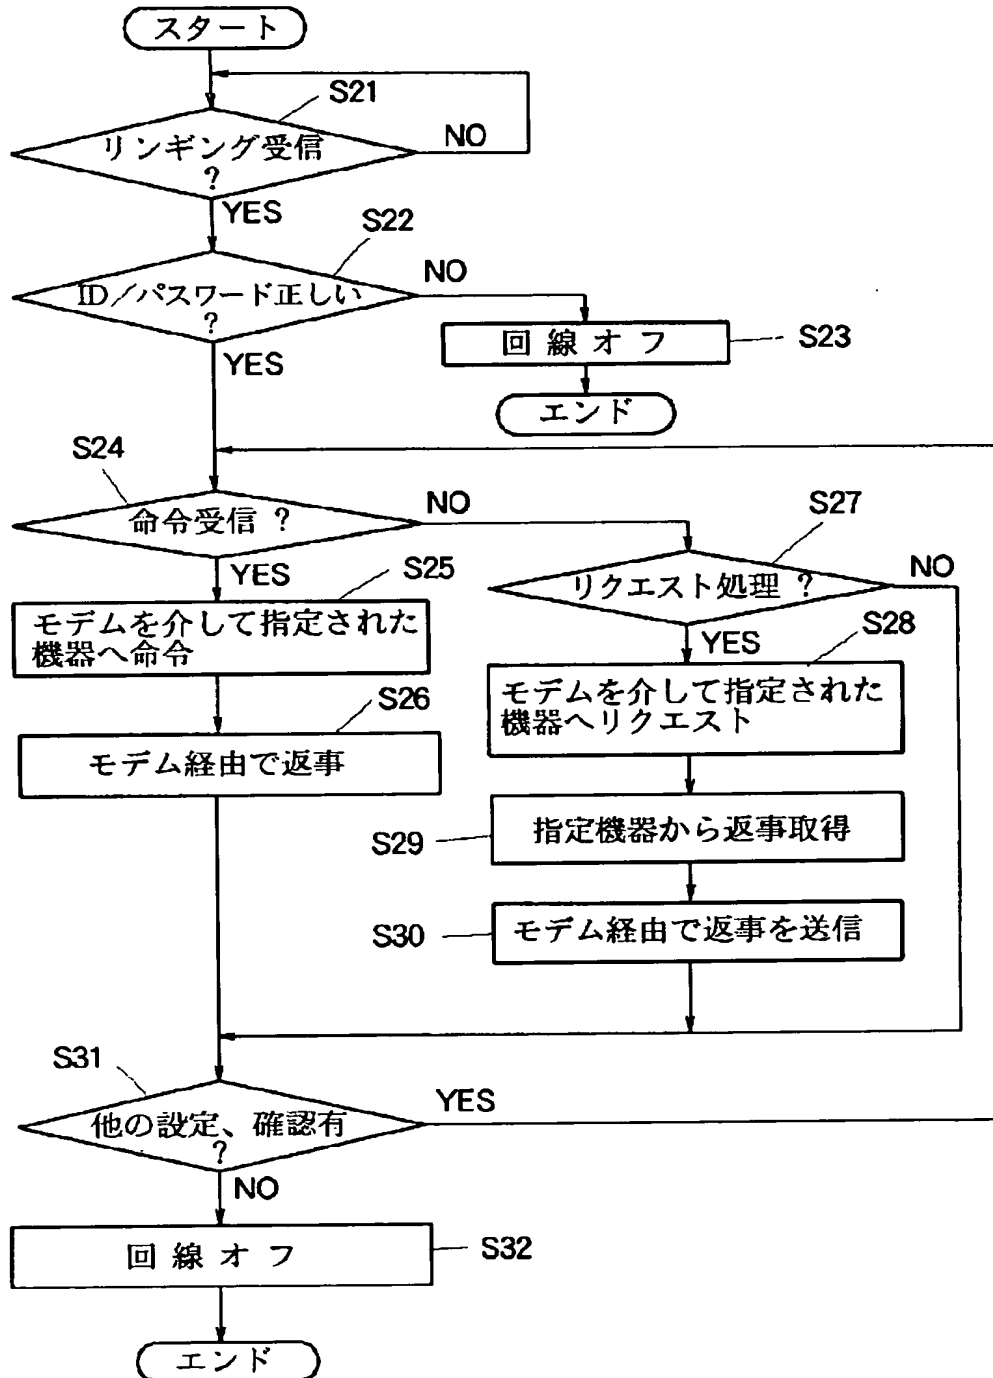 スタート
S21
リンギング受信
?
NO
YES
S22
ID/パスワード正しい
?
NO
YES
回線オフ
S23
エンド
S24
命令受信 ?
NO
YES
S25
モデムを介して指定された
機器へ命令
S26
モデム経由で返事
S27
リクエスト処理 ?
NO
YES
S28
モデムを介して指定された
機器へリクエスト
S29
指定機器から返事取得
S30
モデム経由で返事を送信
S31
他の設定、確認有
?
YES
NO
回線オフ
S32
エンド